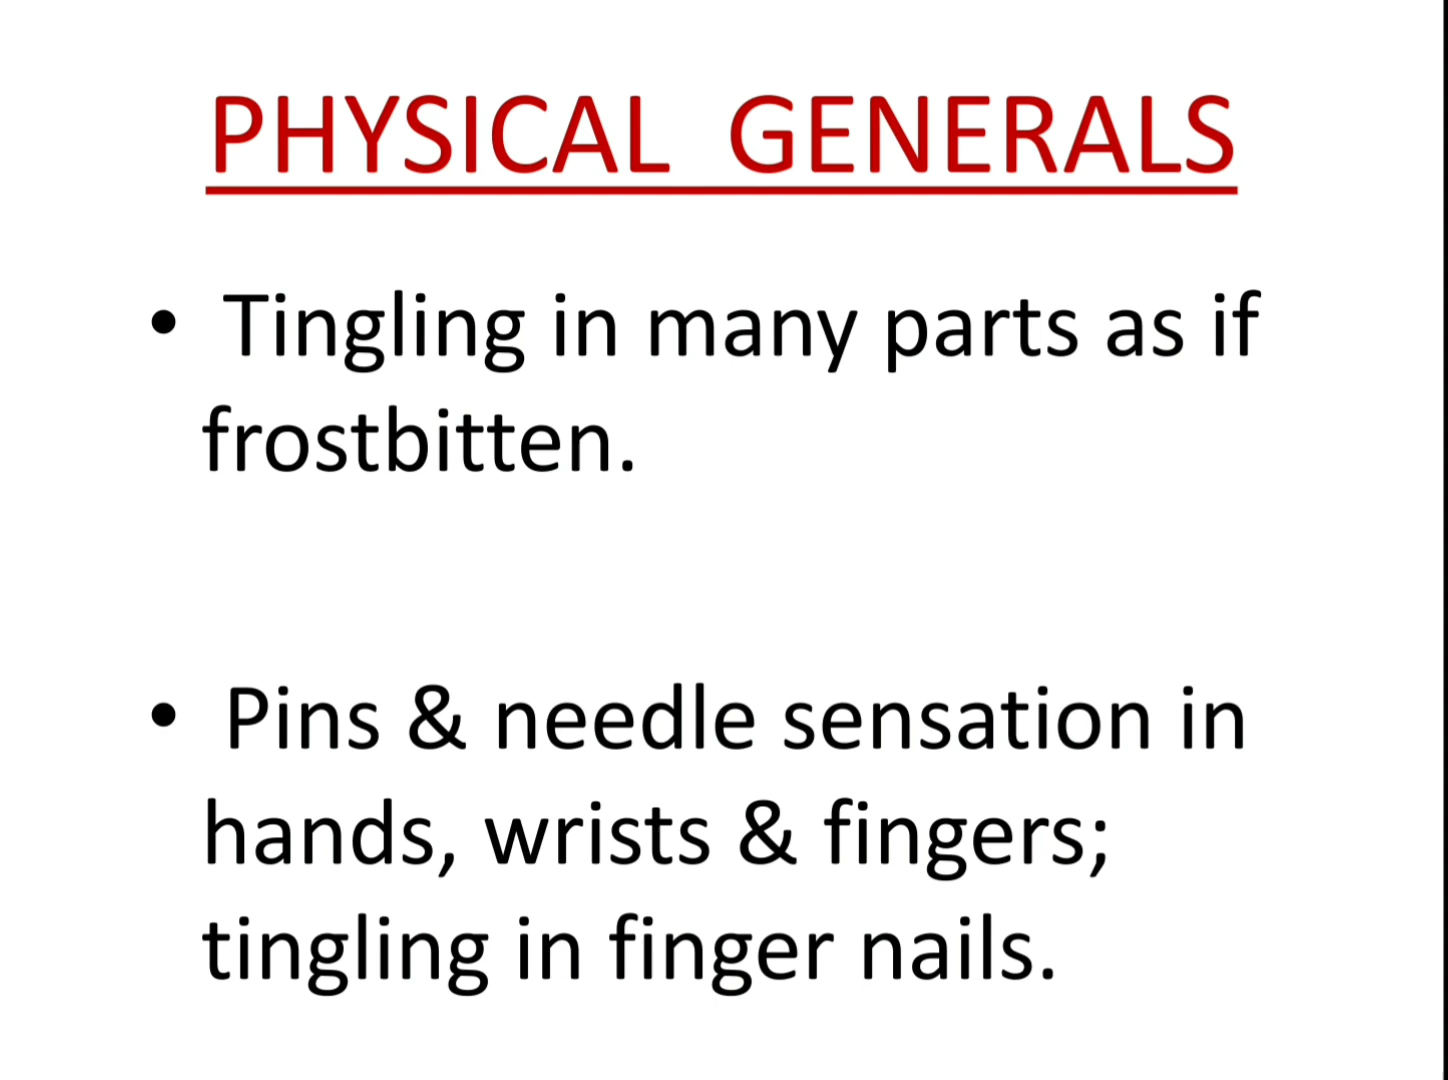 PHYSICAL GENERALS
• Tingling in many parts as if
frostbitten.
• Pins & needle sensation in
hands, wrists & fingers;
tingling in finger nails.